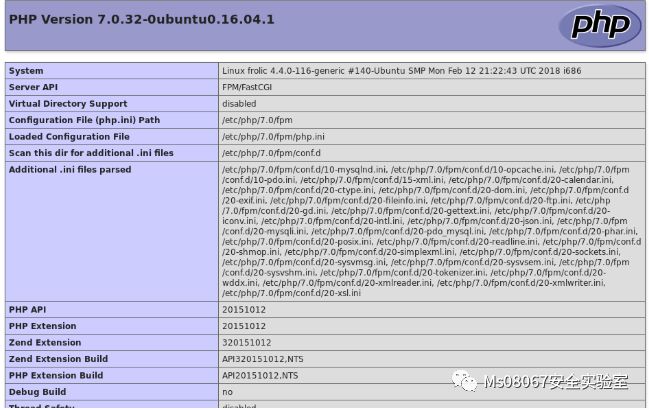 PHP Version 7.0.32-0ubuntu0.16.04.1
php
System Linux frolic 4.4.0-116-generic #140-Ubuntu SMP Mon Feb 12 21:22:43 UTC 2018 i686
Server API FPM/FastCGI
Virtual Directory Support disabled
Configuration File (php.ini) Path /etc/php/7.0/fpm
Loaded Configuration File /etc/php/7.0/fpm/php.ini
Scan this dir for additional .ini files /etc/php/7.0/fpm/conf.d
Additional .ini files parsed /etc/php/7.0/fpm/conf.d/10-mysqlnd.ini, /etc/php/7.0/fpm/conf.d/10-opcache.ini, /etc/php/7.0/fpm
/conf.d/10-pdo.ini, /etc/php/7.0/fpm/conf.d/15-xml.ini, /etc/php/7.0/fpm/conf.d/20-calendar.ini,
/etc/php/7.0/fpm/conf.d/20-ctype.ini, /etc/php/7.0/fpm/conf.d/20-dom.ini, /etc/php/7.0/fpm/conf.d
/20-exif.ini, /etc/php/7.0/fpm/conf.d/20-fileinfo.ini, /etc/php/7.0/fpm/conf.d/20-ftp.ini, /etc/php
/7.0/fpm/conf.d/20-gd.ini, /etc/php/7.0/fpm/conf.d/20-gettext.ini, /etc/php/7.0/fpm/conf.d/20-
iconv.ini, /etc/php/7.0/fpm/conf.d/20-intl.ini, /etc/php/7.0/fpm/conf.d/20-json.ini, /etc/php/7.0/fpm
/conf.d/20-mysqli.ini, /etc/php/7.0/fpm/conf.d/20-pdo_mysql.ini, /etc/php/7.0/fpm/conf.d/20-phar.ini,
/etc/php/7.0/fpm/conf.d/20-posix.ini, /etc/php/7.0/fpm/conf.d/20-readline.ini, /etc/php/7.0/fpm/conf.d
/20-shmop.ini, /etc/php/7.0/fpm/conf.d/20-simplexml.ini, /etc/php/7.0/fpm/conf.d/20-sockets.ini,
/etc/php/7.0/fpm/conf.d/20-sysvmsg.ini, /etc/php/7.0/fpm/conf.d/20-sysvsem.ini, /etc/php/7.0/fpm
/conf.d/20-sysvshm.ini, /etc/php/7.0/fpm/conf.d/20-tokenizer.ini, /etc/php/7.0/fpm/conf.d/20-
wddx.ini, /etc/php/7.0/fpm/conf.d/20-xmlreader.ini, /etc/php/7.0/fpm/conf.d/20-xmlwriter.ini,
/etc/php/7.0/fpm/conf.d/20-xsl.ini
PHP API 20151012
PHP Extension 20151012
Zend Extension 320151012
Zend Extension Build API320151012,NTS
PHP Extension Build API20151012,NTS
Debug Build no
Thread Safety disabled
Ms08067安全实验室